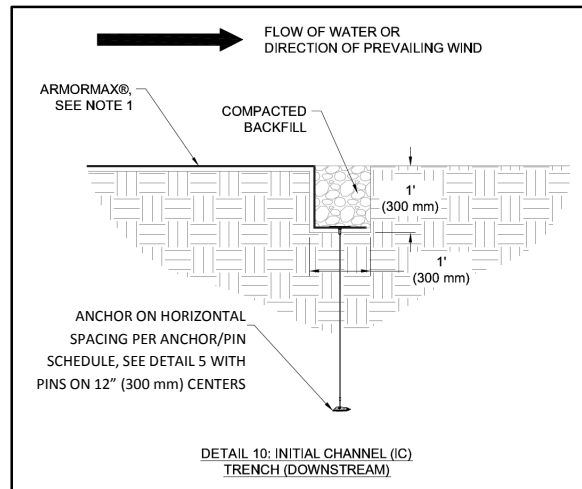 FLOW OF WATER OR
DIRECTION OF PREVAILING WIND
ARMORMAX®,
SEE NOTE 1
COMPACTED
BACKFILL
1'
(300 mm)
1'
(300 mm)
ANCHOR ON HORIZONTAL
SPACING PER ANCHOR/PIN
SCHEDULE, SEE DETAIL 5 WITH
PINS ON 12” (300 mm) CENTERS
DETAIL 10: INITIAL CHANNEL (IC)
TRENCH (DOWNSTREAM)